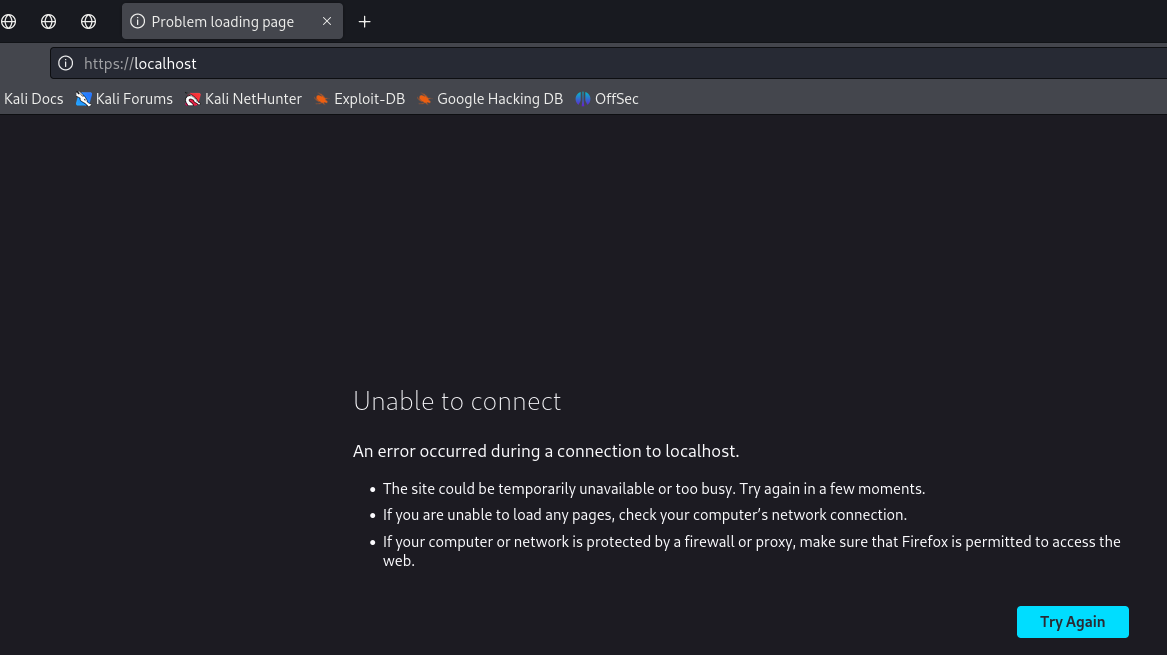 Problem loading page
https://localhost
Kali Docs Kali Forums Kali NetHunter Exploit-DB Google Hacking DB OffSec
Unable to connect
An error occurred during a connection to localhost.
• The site could be temporarily unavailable or too busy. Try again in a few moments.
• If you are unable to load any pages, check your computer’s network connection.
• If your computer or network is protected by a firewall or proxy, make sure that Firefox is permitted to access the
web.
Try Again